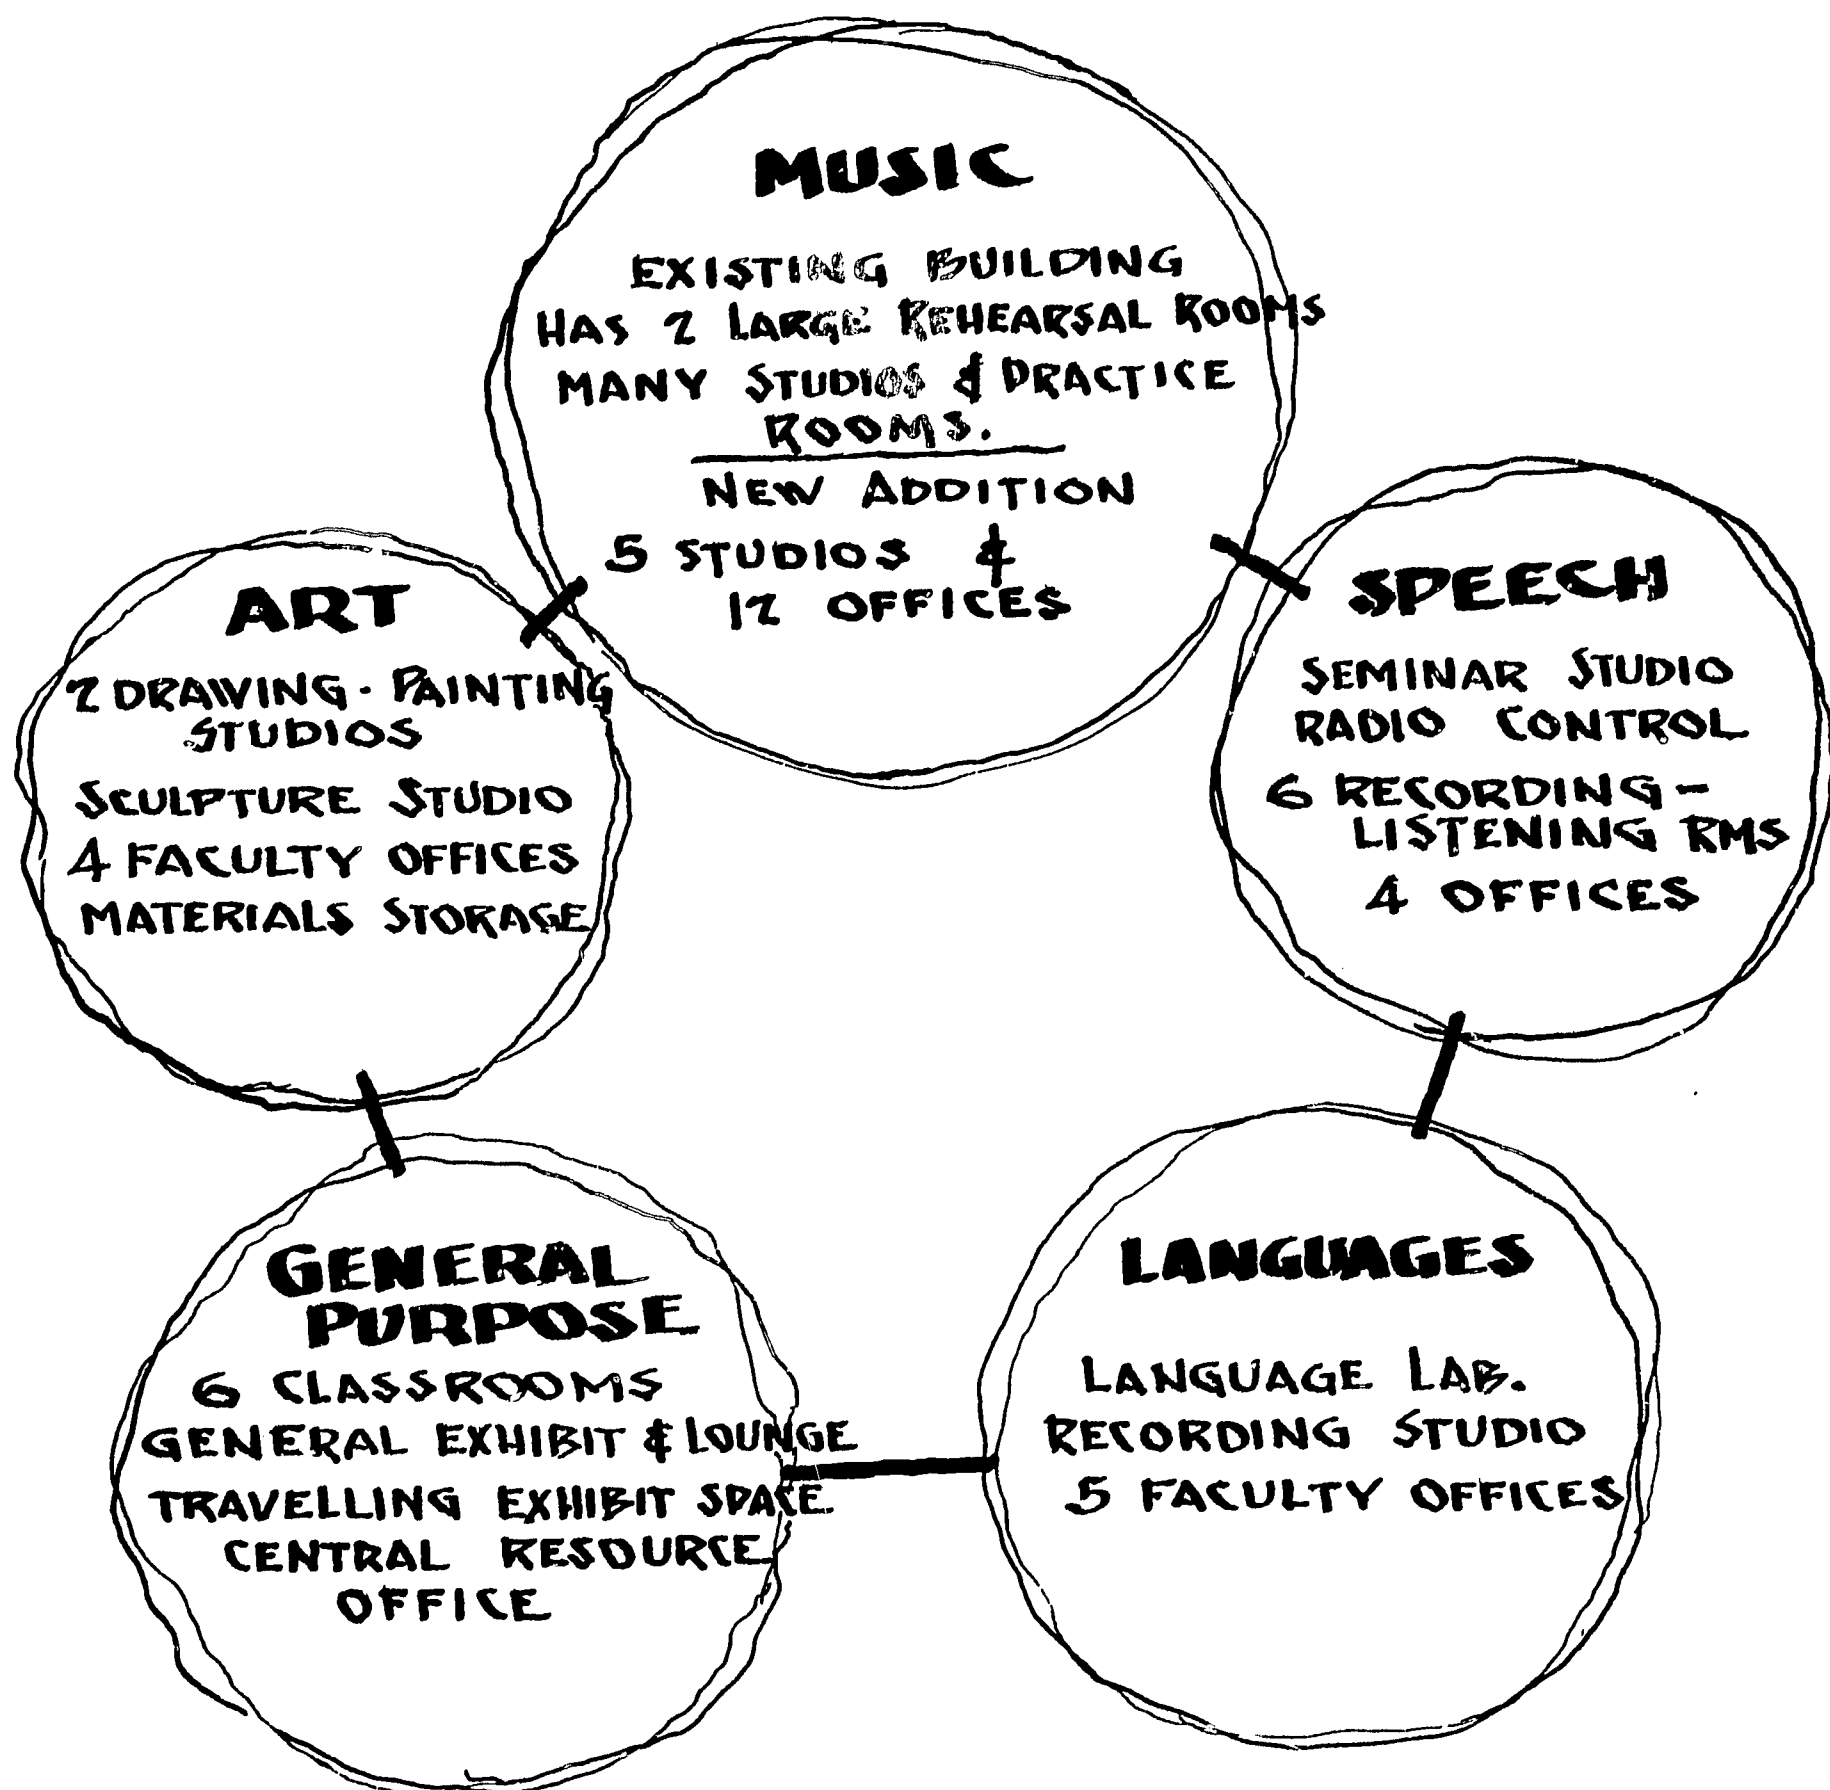 MUSIC
EXISTING BUILDING
HAS 2 LARGE REHEARSAL ROOMS
MANY STUDIOS & PRACTICE
ROOMS.
NEW ADDITION
5 STUDIOS &
12 OFFICES
ART
2 DRAWING - PAINTING
STUDIOS
SCULPTURE STUDIO
4 FACULTY OFFICES
MATERIALS STORAGE
SPEECH
SEMINAR STUDIO
RADIO CONTROL
6 RECORDING -
LISTENING RMS
4 OFFICES
GENERAL
PURPOSE
6 CLASSROOMS
GENERAL EXHIBIT & LOUNGE
TRAVELLING EXHIBIT SPACE
CENTRAL RESOURCE
OFFICE
LANGUAGES
LANGUAGE LAB.
RECORDING STUDIO
5 FACULTY OFFICES